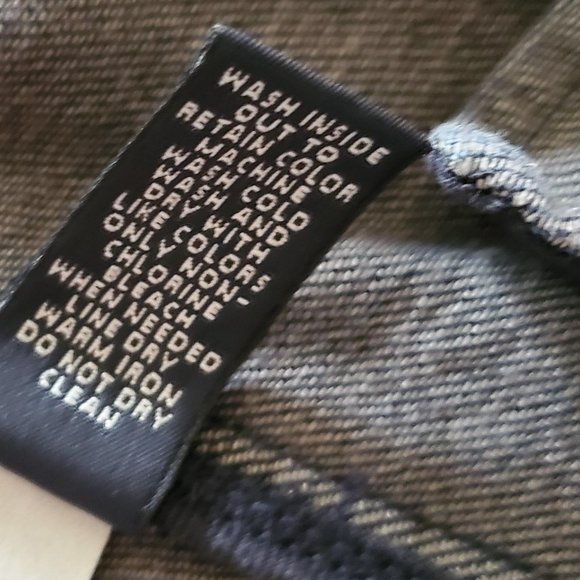 WASH INSIDE
OUT TO
RETAIN COLOR
MACHINE
WASH COLD
WASH AND
DRY WITH
LIKE COLORS
ONLY NON-
CHLORINE
BLEACH
WHEN NEEDED
LINE DRY
WARM IRON
DO NOT DRY
CLEAN